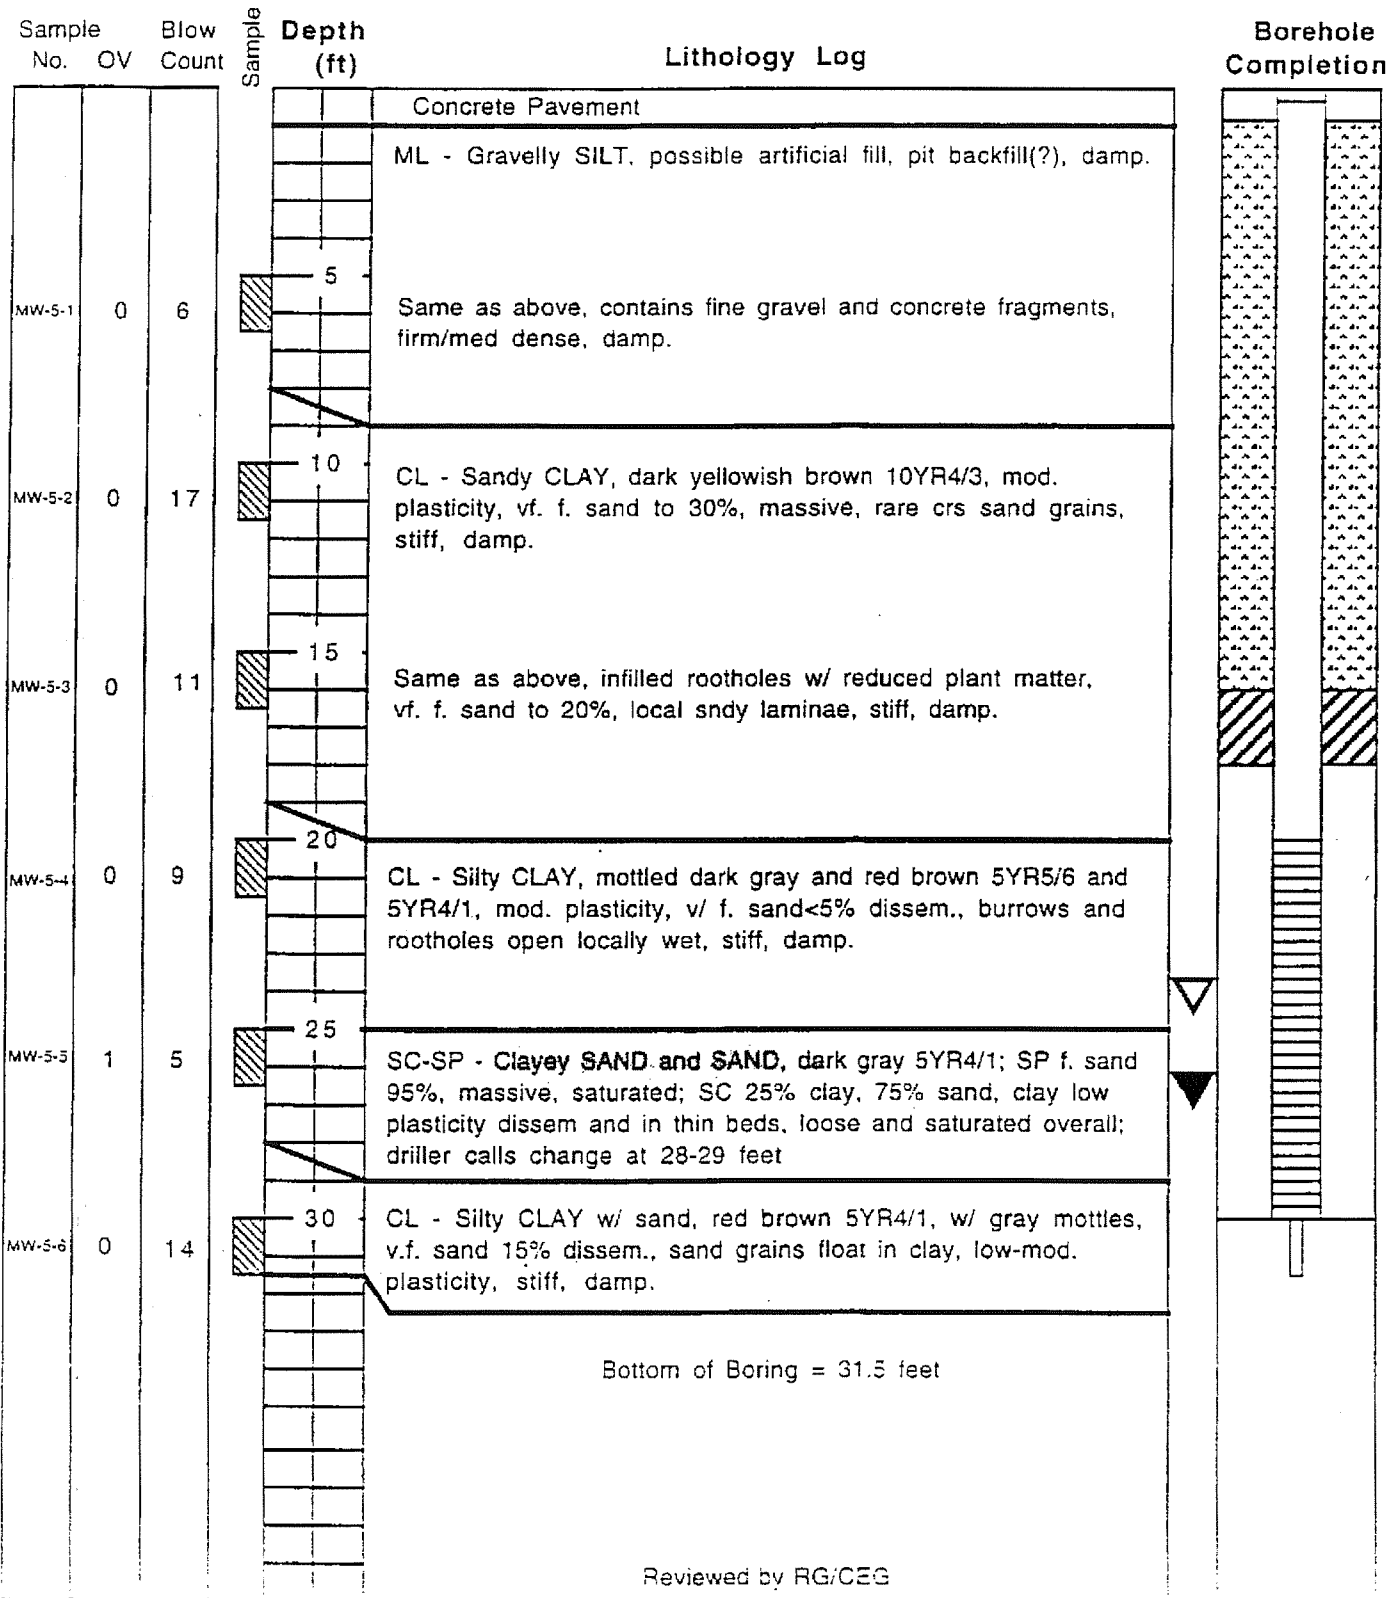 Sample Blow Sample Depth Borehole
No. OV Count (ft) Lithology Log Completion
Concrete Pavement
ML - Gravelly SILT, possible artificial fill, pit backfill(?), damp.
5
MW-5-1 0 6 Same as above, contains fine gravel and concrete fragments,
firm/med dense, damp.
10
CL - Sandy CLAY, dark yellowish brown 10YR4/3, mod.
MW-5-2 0 17 plasticity, vf. f. sand to 30%, massive, rare crs sand grains,
stiff, damp.
15
MW-5-3 0 11 Same as above, infilled rootholes w/ reduced plant matter,
vf. f. sand to 20%, local sndy laminae, stiff, damp.
20
MW-5-4 0 9 CL - Silty CLAY, mottled dark gray and red brown 5YR5/6 and
5YR4/1, mod. plasticity, v/ f. sand<5% dissem., burrows and
rootholes open locally wet, stiff, damp.
25
MW-5-5 1 5 SC-SP - Clayey SAND and SAND, dark gray 5YR4/1; SP f. sand
95%, massive, saturated; SC 25% clay, 75% sand, clay low
plasticity dissem and in thin beds, loose and saturated overall;
driller calls change at 28-29 feet
30 CL - Silty CLAY w/ sand, red brown 5YR4/1, w/ gray mottles,
MW-5-6 0 14 v.f. sand 15% dissem., sand grains float in clay, low-mod.
plasticity, stiff, damp.
Bottom of Boring = 31.5 feet
Reviewed by RG/CEG